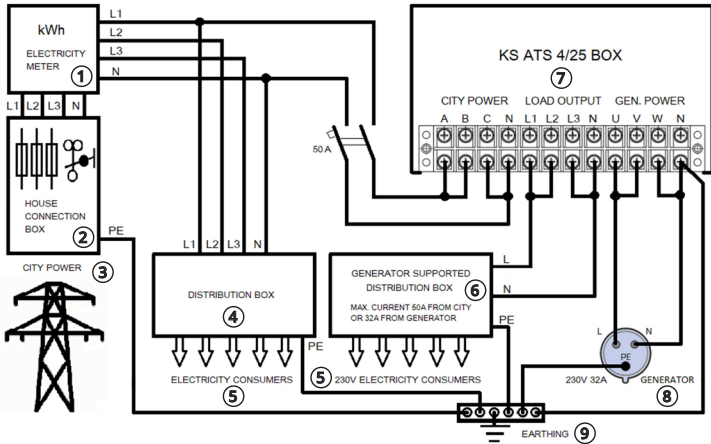 L1
L2
L3
N
kWh
ELECTRICITY
METER
1
L1 L2 L3 N
HOUSE
CONNECTION
BOX
2
PE
CITY POWER
3
50 A
KS ATS 4/25 BOX
7
CITY POWER LOAD OUTPUT GEN. POWER
A B C N L1 L2 L3 N U V W N
L1 L2 L3 N
DISTRIBUTION BOX
4
PE
ELECTRICITY CONSUMERS
5
L
N
PE
GENERATOR SUPPORTED
DISTRIBUTION BOX
6
MAX. CURRENT 50A FROM CITY
OR 32A FROM GENERATOR
5
230V ELECTRICITY CONSUMERS
L N
PE
230V 32A
GENERATOR
8
EARTHING
9